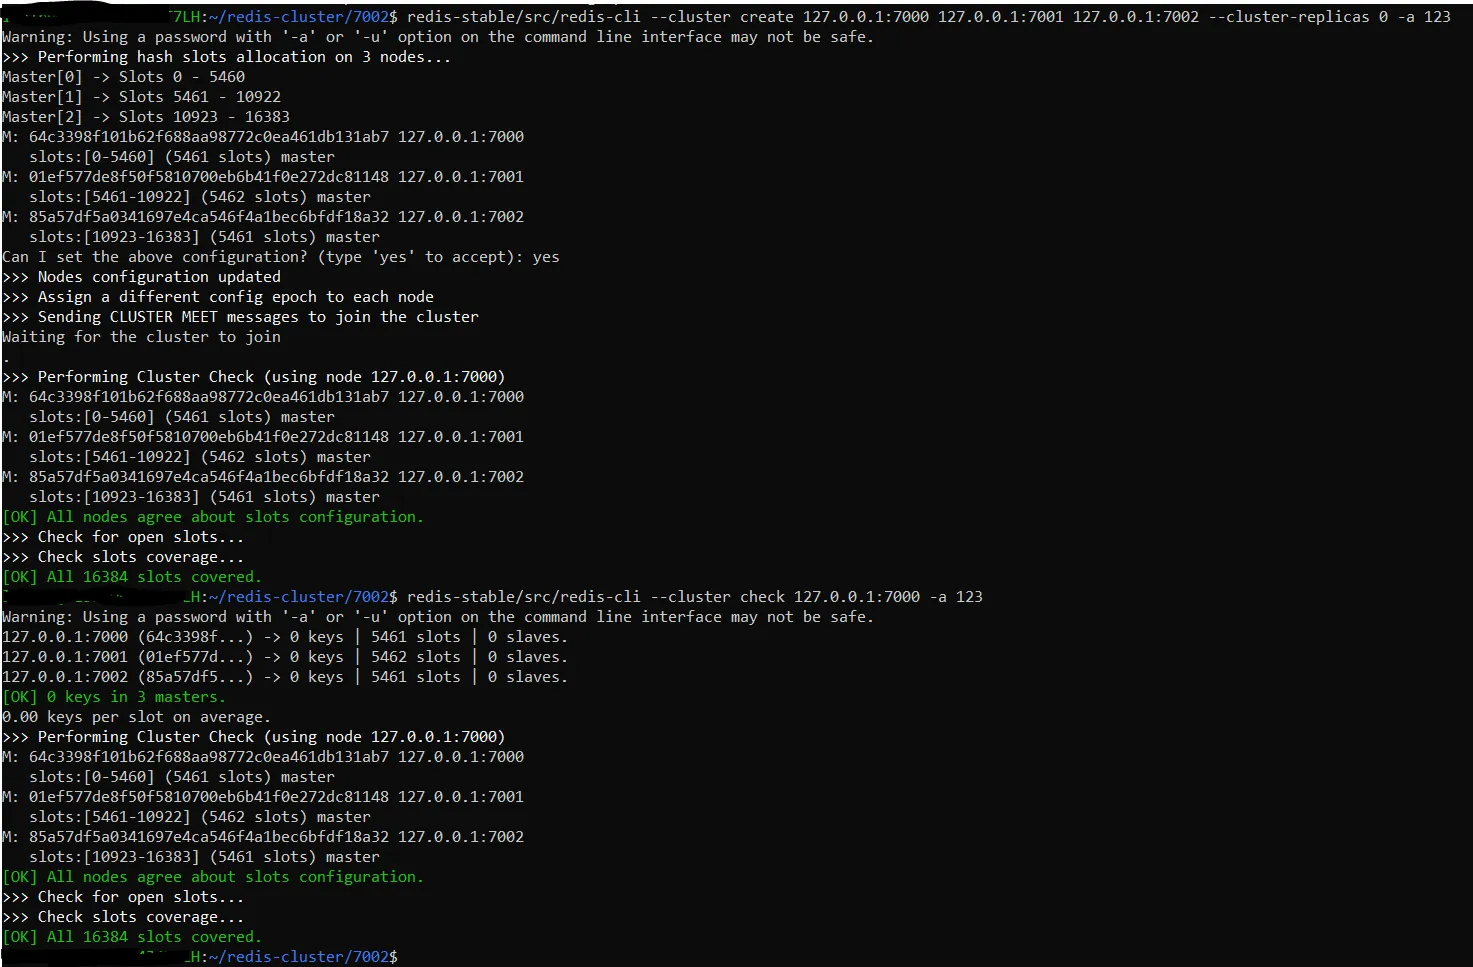 7LH:~/redis-cluster/7002$ redis-stable/src/redis-cli --cluster create 127.0.0.1:7000 127.0.0.1:7001 127.0.0.1:7002 --cluster-replicas 0 -a 123
Warning: Using a password with '-a' or '-u' option on the command line interface may not be safe.
>>> Performing hash slots allocation on 3 nodes...
Master[0] -> Slots 0 - 5460
Master[1] -> Slots 5461 - 10922
Master[2] -> Slots 10923 - 16383
M: 64c3398f101b62f688aa98772c0ea461db131ab7 127.0.0.1:7000
   slots:[0-5460] (5461 slots) master
M: 01ef577de8f50f5810700eb6b41f0e272dc81148 127.0.0.1:7001
   slots:[5461-10922] (5462 slots) master
M: 85a57df5a0341697e4ca546f4a1bec6bfdf18a32 127.0.0.1:7002
   slots:[10923-16383] (5461 slots) master
Can I set the above configuration? (type 'yes' to accept): yes
>>> Nodes configuration updated
>>> Assign a different config epoch to each node
>>> Sending CLUSTER MEET messages to join the cluster
Waiting for the cluster to join
.
>>> Performing Cluster Check (using node 127.0.0.1:7000)
M: 64c3398f101b62f688aa98772c0ea461db131ab7 127.0.0.1:7000
   slots:[0-5460] (5461 slots) master
M: 01ef577de8f50f5810700eb6b41f0e272dc81148 127.0.0.1:7001
   slots:[5461-10922] (5462 slots) master
M: 85a57df5a0341697e4ca546f4a1bec6bfdf18a32 127.0.0.1:7002
   slots:[10923-16383] (5461 slots) master
[OK] All nodes agree about slots configuration.
>>> Check for open slots...
>>> Check slots coverage...
[OK] All 16384 slots covered.
LH:~/redis-cluster/7002$ redis-stable/src/redis-cli --cluster check 127.0.0.1:7000 -a 123
Warning: Using a password with '-a' or '-u' option on the command line interface may not be safe.
127.0.0.1:7000 (64c3398f...) -> 0 keys | 5461 slots | 0 slaves.
127.0.0.1:7001 (01ef577d...) -> 0 keys | 5462 slots | 0 slaves.
127.0.0.1:7002 (85a57df5...) -> 0 keys | 5461 slots | 0 slaves.
[OK] 0 keys in 3 masters.
0.00 keys per slot on average.
>>> Performing Cluster Check (using node 127.0.0.1:7000)
M: 64c3398f101b62f688aa98772c0ea461db131ab7 127.0.0.1:7000
   slots:[0-5460] (5461 slots) master
M: 01ef577de8f50f5810700eb6b41f0e272dc81148 127.0.0.1:7001
   slots:[5461-10922] (5462 slots) master
M: 85a57df5a0341697e4ca546f4a1bec6bfdf18a32 127.0.0.1:7002
   slots:[10923-16383] (5461 slots) master
[OK] All nodes agree about slots configuration.
>>> Check for open slots...
>>> Check slots coverage...
[OK] All 16384 slots covered.
LH:~/redis-cluster/7002$